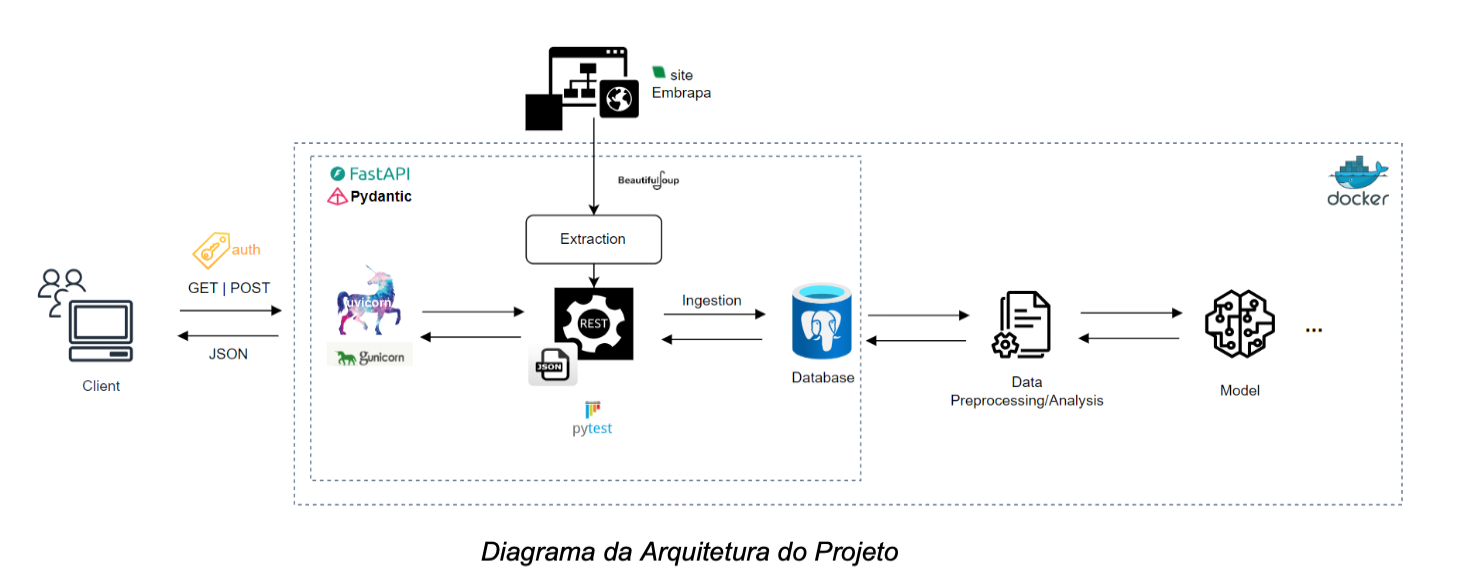 site
Embrapa
FastAPI
Pydantic
BeautifulSoup
docker
Extraction
auth
GET | POST
JSON
Client
uvicorn
gunicorn
REST
JSON
pytest
Ingestion
Database
Data
Preprocessing/Analysis
Model
...
Diagrama da Arquitetura do Projeto